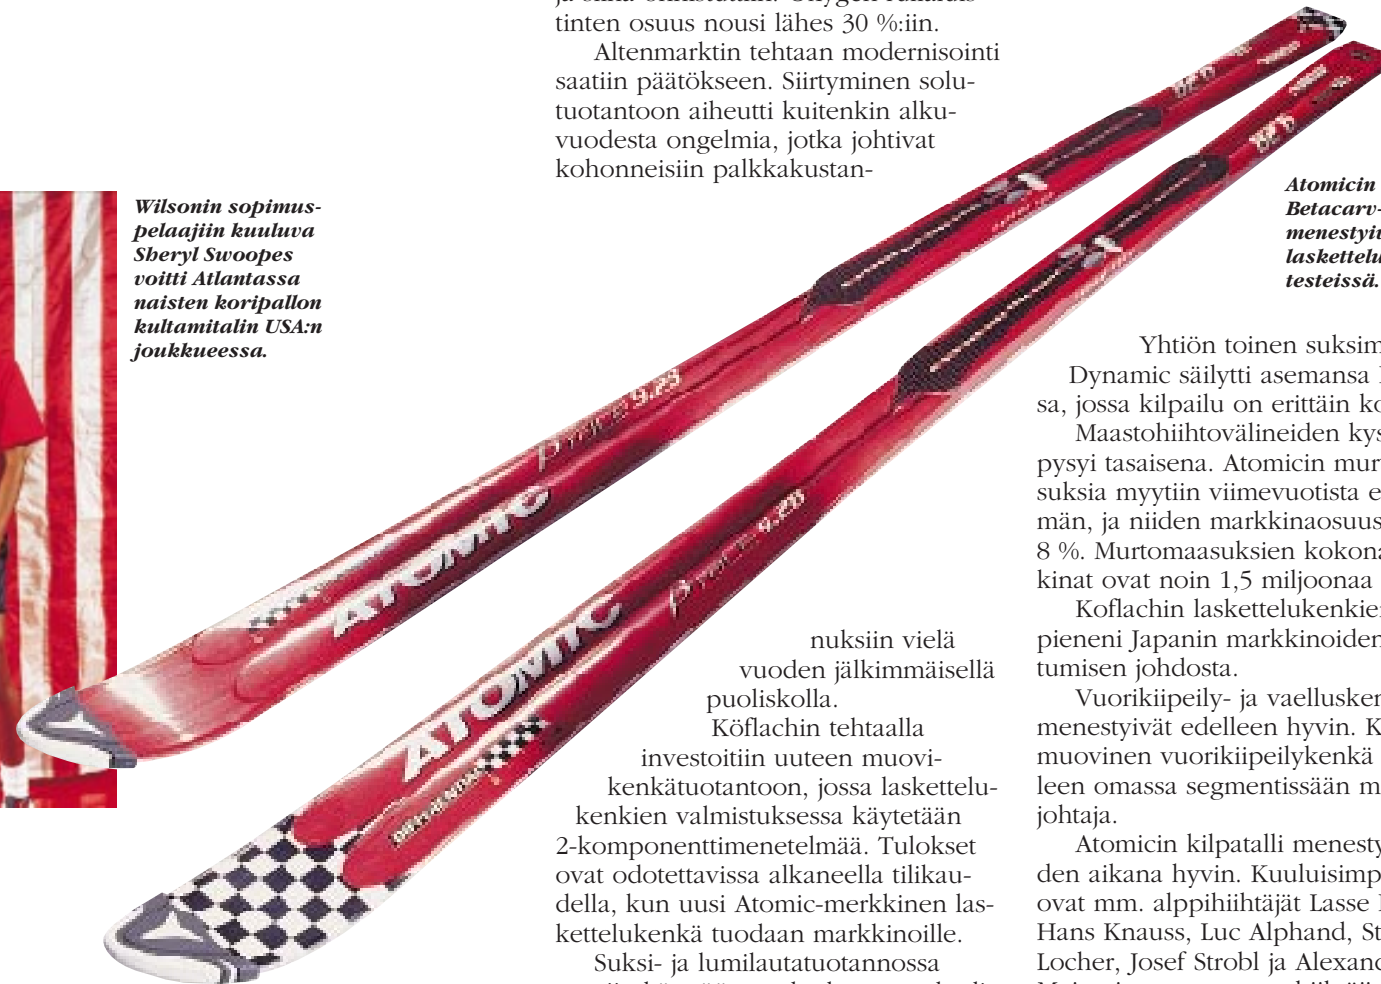 tinten osuus nousi lähes 30 %:iin.
Altenmarktin tehtaan modernisointi
saatiin päätökseen. Siirtyminen solu-
tuotantoon aiheutti kuitenkin alku-
vuodesta ongelmia, jotka johtivat
kohonneisiin palkkakustan-
Wilsonin sopimus-
pelaajiin kuuluva
Sheryl Swoopes
voitti Atlantassa
naisten koripallon
kultamitalin USA:n
joukkueessa.
ATOMIC
9.23
ATOMIC
9.23
nuksiin vielä
vuoden jälkimmäisellä
puoliskolla.
Köflachin tehtaalla
investoitiin uuteen muovi-
kenkätuotantoon, jossa laskettelu-
kenkien valmistuksessa käytetään
2-komponenttimenetelmää. Tulokset
ovat odotettavissa alkaneella tilikau-
della, kun uusi Atomic-merkkinen las-
kettelukenkä tuodaan markkinoille.
Suksi- ja lumilautatuotannossa
Atomicin
Betacarv-
menestyi
laskettelu
testeissä.
Yhtiön toinen suksim
Dynamic säilytti asemansa
sa, jossa kilpailu on erittäin ko
Maastohiihtovälineiden kys
pysyi tasaisena. Atomicin mur
suksia myytiin viimevuotista e
män, ja niiden markkinaosuus
8 %. Murtomaasuksien kokona
kinat ovat noin 1,5 miljoonaa
Koflachin laskettelukenkien
pieneni Japanin markkinoiden
tumisen johdosta.
Vuorikiipeily- ja vaellusken
menestyivät edelleen hyvin. K
muovinen vuorikiipeilykenkä
leen omassa segmentissään m
johtaja.
Atomicin kilpatalli menesty
den aikana hyvin. Kuuluisimp
ovat mm. alppihiihtäjät Lasse
Hans Knauss, Luc Alphand, St
Locher, Josef Strobl ja Alexand